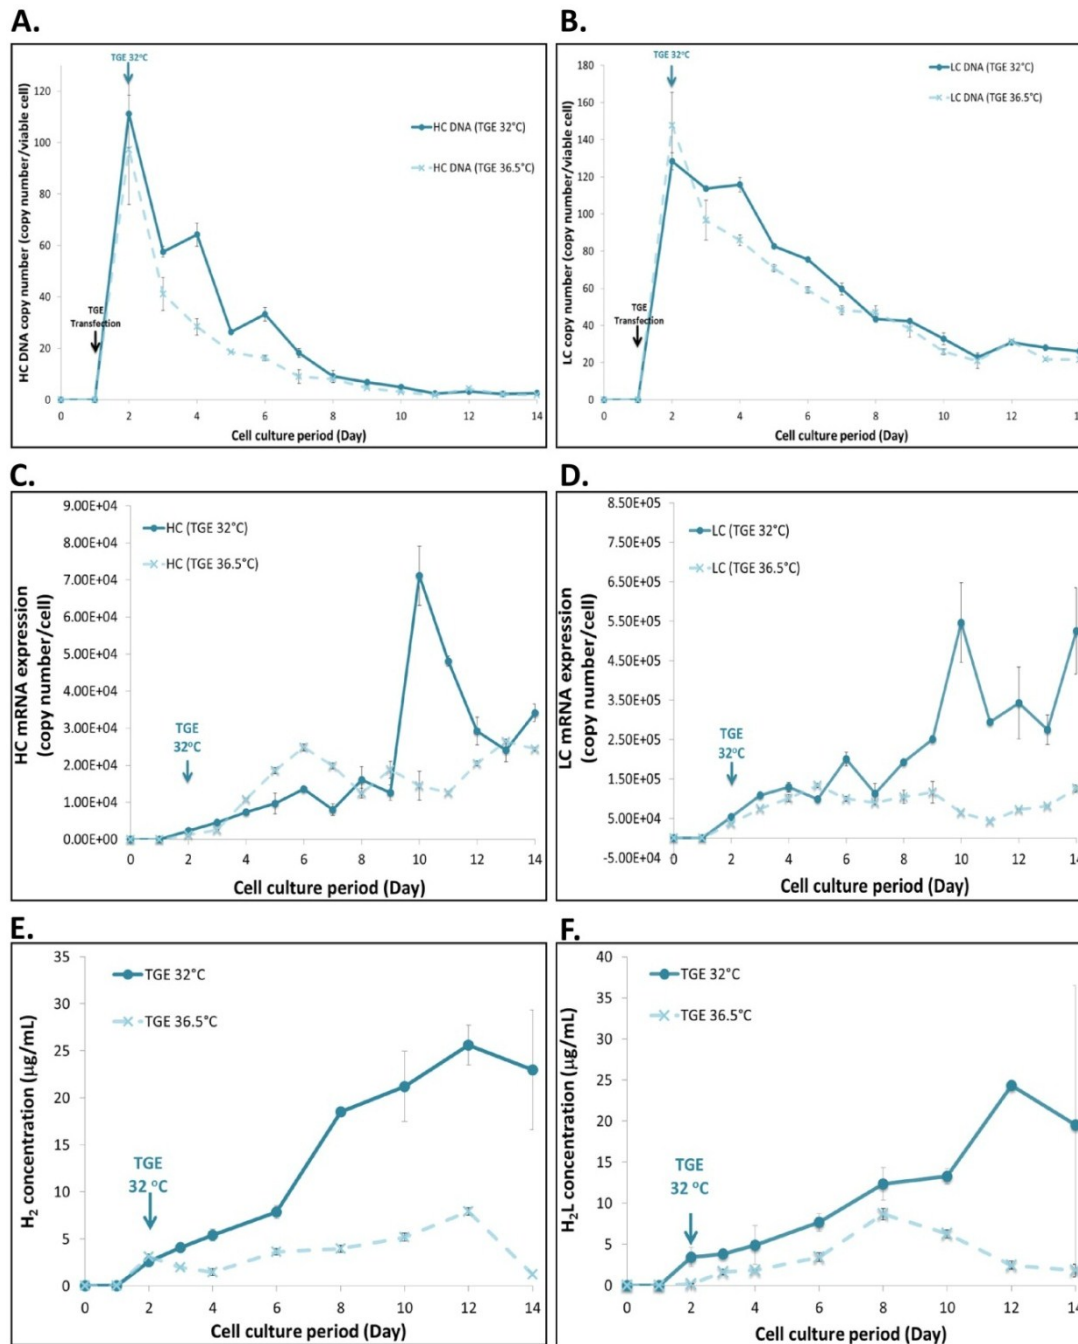 A.
TGE 32°C
HC DNA copy number (copy number/viable cell)
120
100
80
60
40
20
0
HC DNA (TGE 32°C)
HC DNA (TGE 36.5°C)
TGE
Transfection
0 2 4 6 8 10 12 14
Cell culture period (Day)
B.
TGE 32°C
LC copy number (copy number/viable cell)
180
160
140
120
100
80
60
40
20
0
LC DNA (TGE 32°C)
LC DNA (TGE 36.5°C)
TGE
Transfection
0 2 4 6 8 10 12 14
Cell culture period (Day)
C.
HC mRNA expression
(copy number/cell)
9.00E+04
8.00E+04
7.00E+04
6.00E+04
5.00E+04
4.00E+04
3.00E+04
2.00E+04
1.00E+04
0.00E+00
HC (TGE 32°C)
HC (TGE 36.5°C)
TGE
32°C
0 2 4 6 8 10 12 14
Cell culture period (Day)
D.
LC mRNA expression
(copy number/cell)
8.50E+05
7.50E+05
6.50E+05
5.50E+05
4.50E+05
3.50E+05
2.50E+05
1.50E+05
5.00E+04
-5.00E+04
LC (TGE 32°C)
LC (TGE 36.5°C)
TGE
32°C
0 2 4 6 8 10 12 14
Cell culture period (Day)
E.
H₂ concentration (µg/mL)
35
30
25
20
15
10
5
0
TGE 32°C
TGE 36.5°C
TGE
32 °C
0 2 4 6 8 10 12 14
Cell culture period (Day)
F.
H₂L concentration (µg/mL)
40
35
30
25
20
15
10
5
0
TGE 32°C
TGE 36.5°C
TGE
32 °C
0 2 4 6 8 10 12 14
Cell culture period (Day)